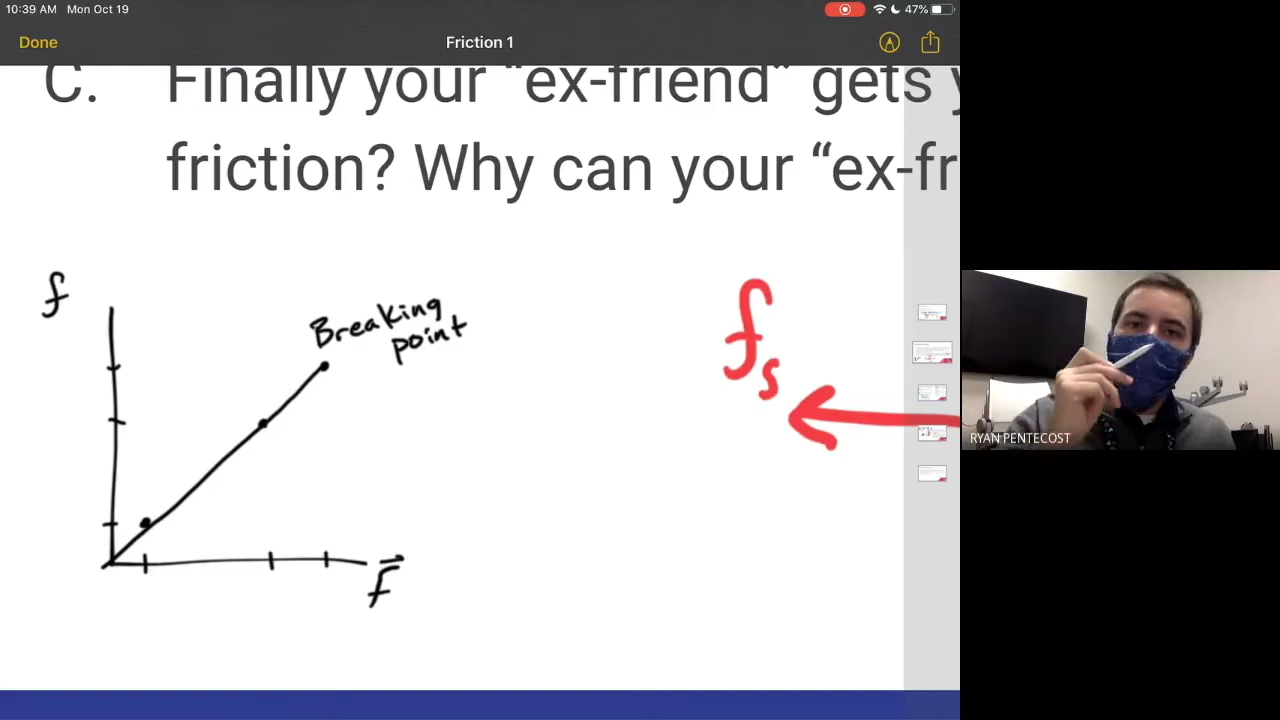 10:39 AM Mon Oct 19
47%
Done
Friction 1
C. Finally your “ex-friend” gets
friction? Why can your “ex-fr
f
Breaking
point
F
fs
RYAN PENTECOST